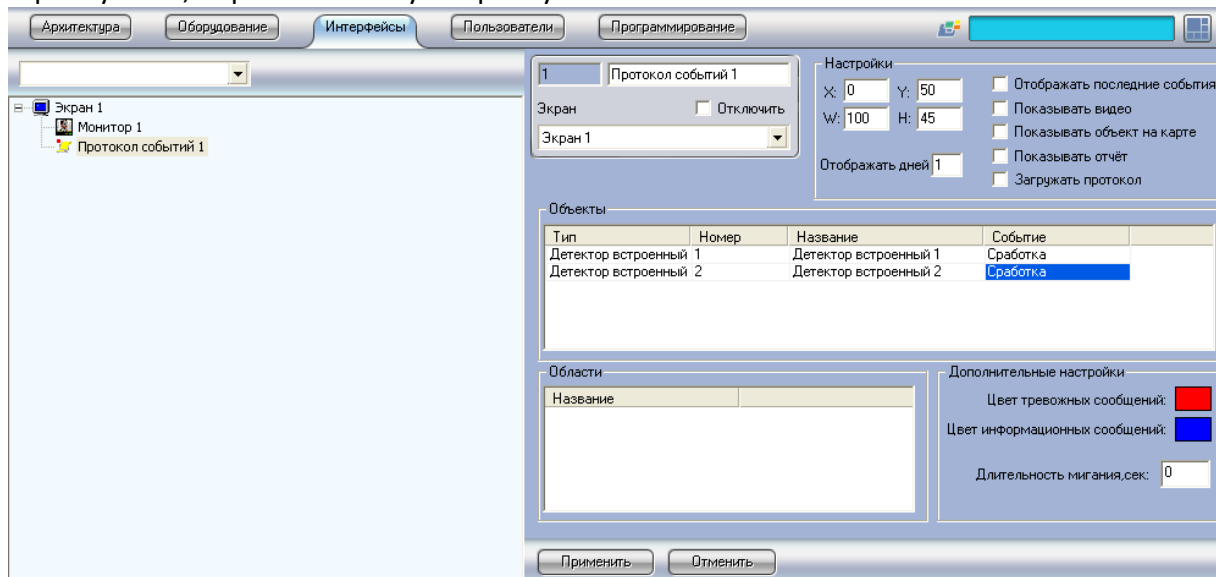 Архитектура Оборудование Интерфейсы Пользователи Программирование
Экран 1
Монитор 1
Протокол событий 1
1 Протокол событий 1
Экран Отключить
Экран 1
Настройки
X: 0 Y: 50
W: 100 H: 45
Отображать дней 1
Отображать последние события
Показывать видео
Показывать объект на карте
Показывать отчёт
Загружать протокол
Объекты
Тип Номер Название Событие
Детектор встроенный 1 Детектор встроенный 1 Сработка
Детектор встроенный 2 Детектор встроенный 2 Сработка
Области
Название
Дополнительные настройки
Цвет тревожных сообщений:
Цвет информационных сообщений:
Длительность мигания,сек: 0
Применить Отменить